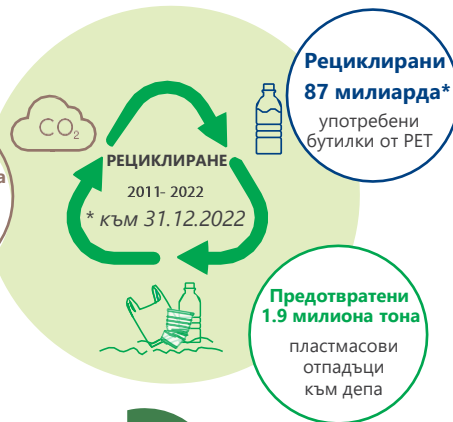 Рециклирани
87 милиарда*
употребени
бутилки от PET
CO₂
РЕЦИКЛИРАНЕ
2011- 2022
* към 31.12.2022
а
Предотвратени
1.9 милиона тона
пластмасови
отпадъци
към депа